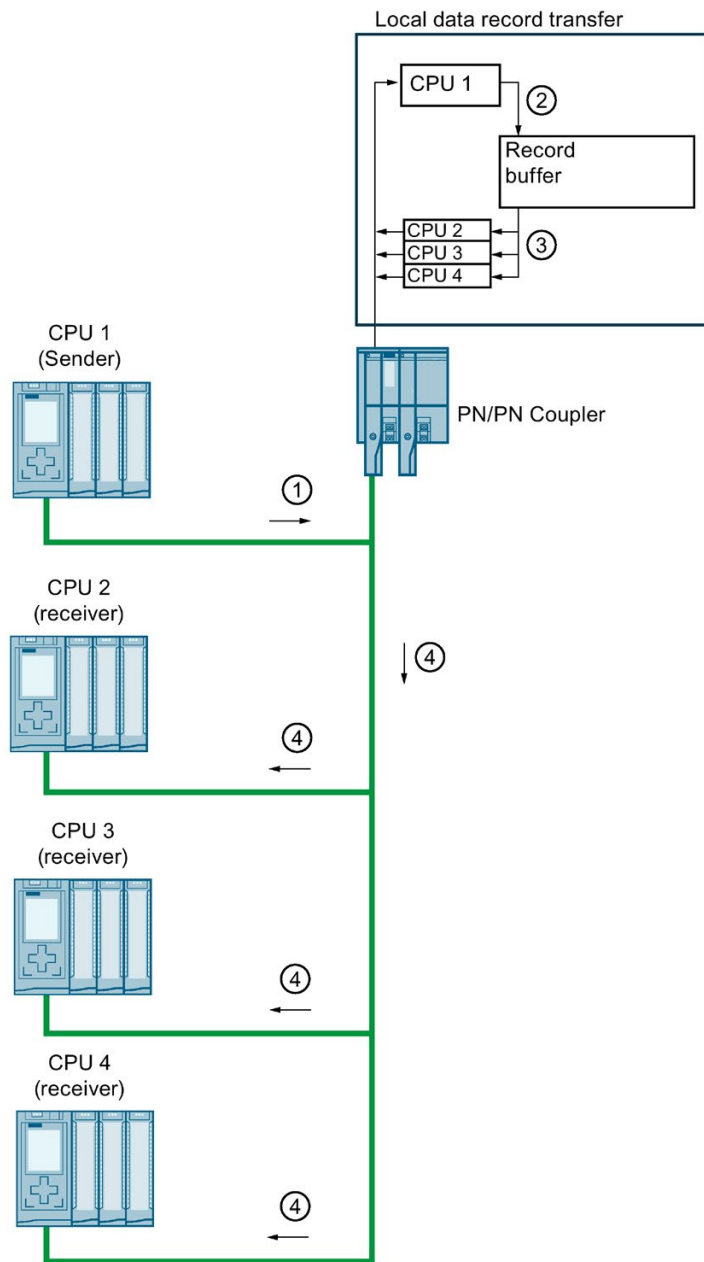 Local data record transfer
CPU 1
②
Record
buffer
CPU 2
③
CPU 3
CPU 4
CPU 1
(Sender)
PN/PN Coupler
①
CPU 2
(receiver)
④
④
CPU 3
(receiver)
④
CPU 4
(receiver)
④